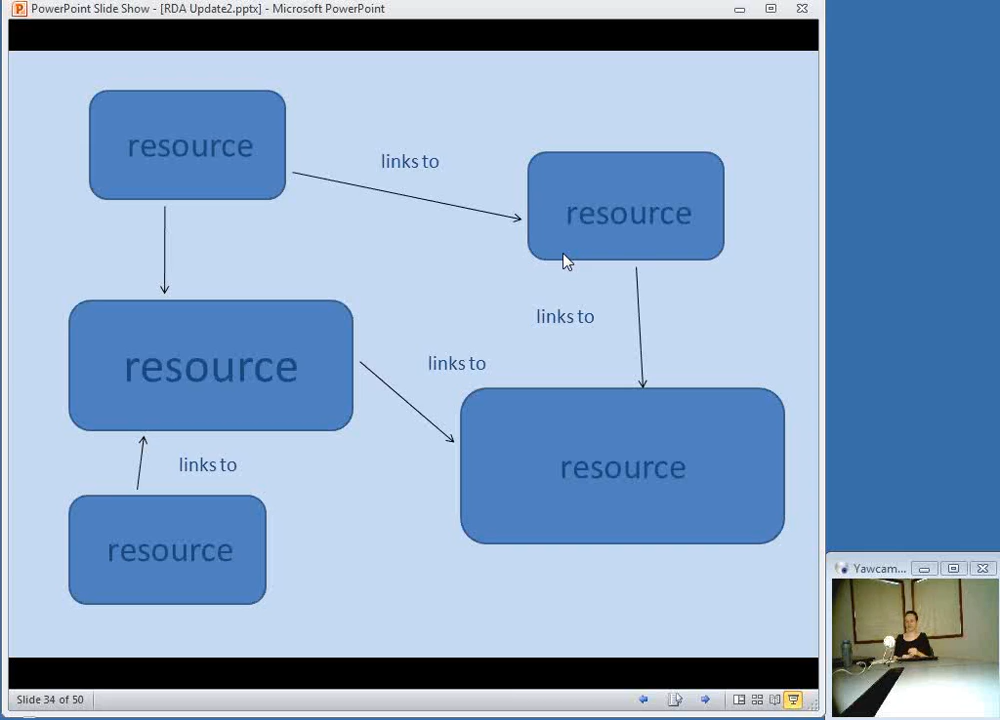 PowerPoint Slide Show - [RDA Update2.pptx] - Microsoft PowerPoint
resource
links to
resource
links to
links to
resource
resource
links to
resource
Yawcam...
Slide 34 of 50